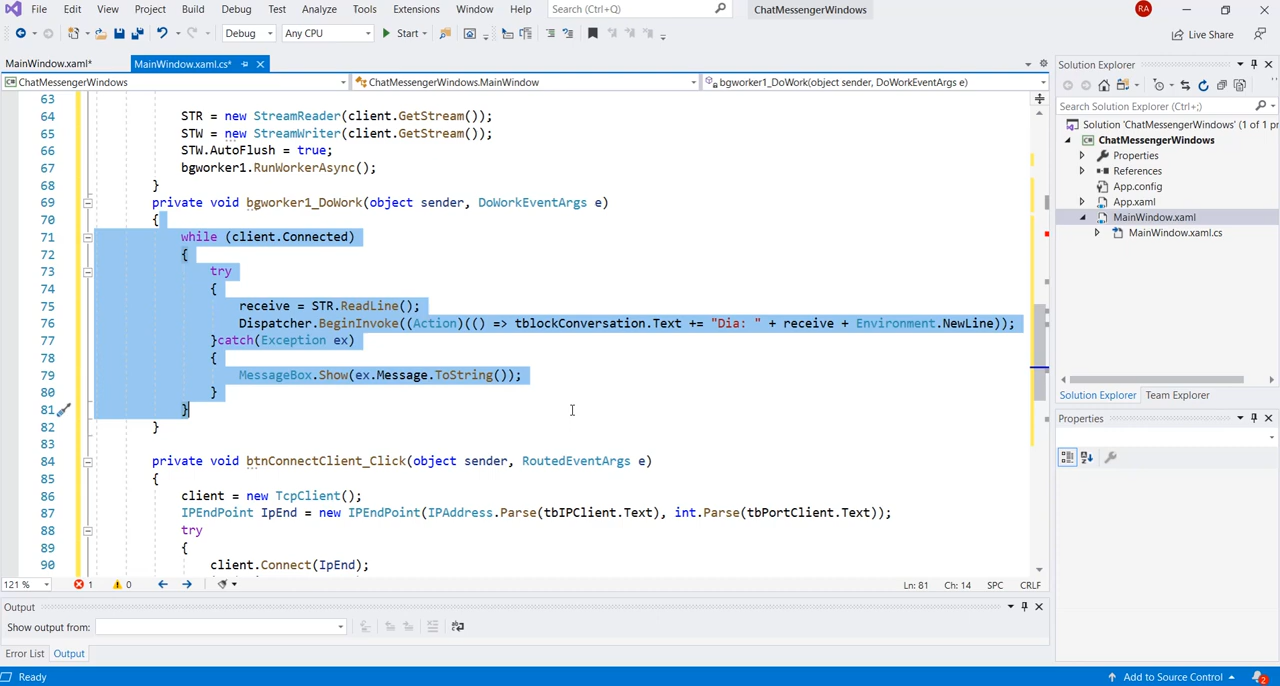 File Edit View Project Build Debug Test Analyze Tools Extensions Window Help Search (Ctrl+Q) ChatMessengerWindows RA
Debug Any CPU Start Live Share
MainWindow.xaml* MainWindow.xaml.cs*
ChatMessengerWindows ChatMessengerWindows.MainWindow bgworker1_DoWork(object sender, DoWorkEventArgs e)
63
64 STR = new StreamReader(client.GetStream());
65 STW = new StreamWriter(client.GetStream());
66 STW.AutoFlush = true;
67 bgworker1.RunWorkerAsync();
68 }
69 private void bgworker1_DoWork(object sender, DoWorkEventArgs e)
70 {
71 while (client.Connected)
72 {
73 try
74 {
75 receive = STR.ReadLine();
76 Dispatcher.BeginInvoke((Action)(() => tblockConversation.Text += "Dia: " + receive + Environment.NewLine));
77 }catch(Exception ex)
78 {
79 MessageBox.Show(ex.Message.ToString());
80 }
81 }
82 }
83
84 private void btnConnectClient_Click(object sender, RoutedEventArgs e)
85 {
86 client = new TcpClient();
87 IPEndPoint IpEnd = new IPEndPoint(IPAddress.Parse(tbIPClient.Text), int.Parse(tbPortClient.Text));
88 try
89 {
90 client.Connect(IpEnd);
121 % 1 0 Ln: 81 Ch: 14 SPC CRLF
Output
Show output from:
Error List Output
Ready Add to Source Control 2
Solution Explorer
Search Solution Explorer (Ctrl+;)
Solution 'ChatMessengerWindows' (1 of 1 pr
ChatMessengerWindows
Properties
References
App.config
App.xaml
MainWindow.xaml
MainWindow.xaml.cs
Solution Explorer Team Explorer
Properties